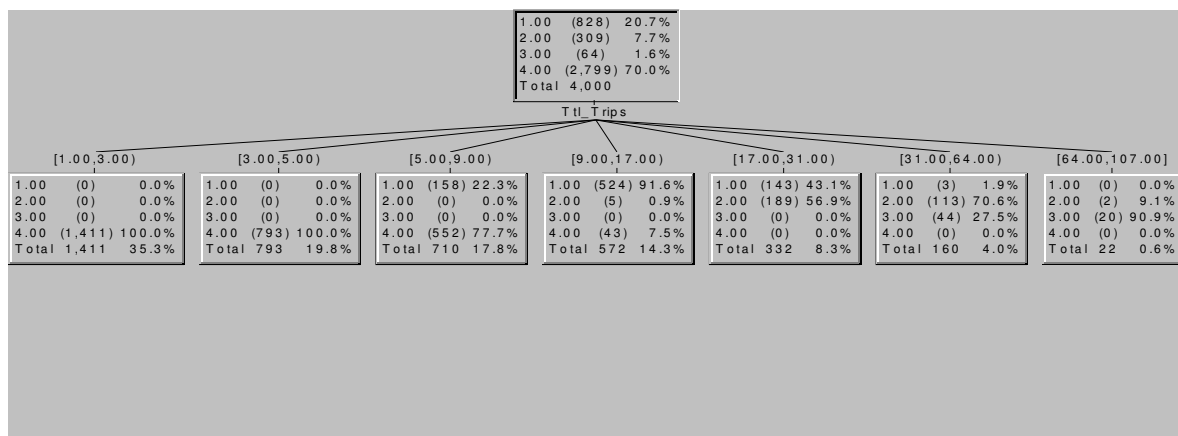 1.00 (828) 20.7%
2.00 (309) 7.7%
3.00 (64) 1.6%
4.00 (2,799) 70.0%
Total 4,000
Ttl_Trips
[1.00,3.00) [3.00,5.00) [5.00,9.00) [9.00,17.00) [17.00,31.00) [31.00,64.00) [64.00,107.00]
1.00 (0) 0.0%
2.00 (0) 0.0%
3.00 (0) 0.0%
4.00 (1,411) 100.0%
Total 1,411 35.3%
1.00 (0) 0.0%
2.00 (0) 0.0%
3.00 (0) 0.0%
4.00 (793) 100.0%
Total 793 19.8%
1.00 (158) 22.3%
2.00 (0) 0.0%
3.00 (0) 0.0%
4.00 (552) 77.7%
Total 710 17.8%
1.00 (524) 91.6%
2.00 (5) 0.9%
3.00 (0) 0.0%
4.00 (43) 7.5%
Total 572 14.3%
1.00 (143) 43.1%
2.00 (189) 56.9%
3.00 (0) 0.0%
4.00 (0) 0.0%
Total 332 8.3%
1.00 (3) 1.9%
2.00 (113) 70.6%
3.00 (44) 27.5%
4.00 (0) 0.0%
Total 160 4.0%
1.00 (0) 0.0%
2.00 (2) 9.1%
3.00 (20) 90.9%
4.00 (0) 0.0%
Total 22 0.6%